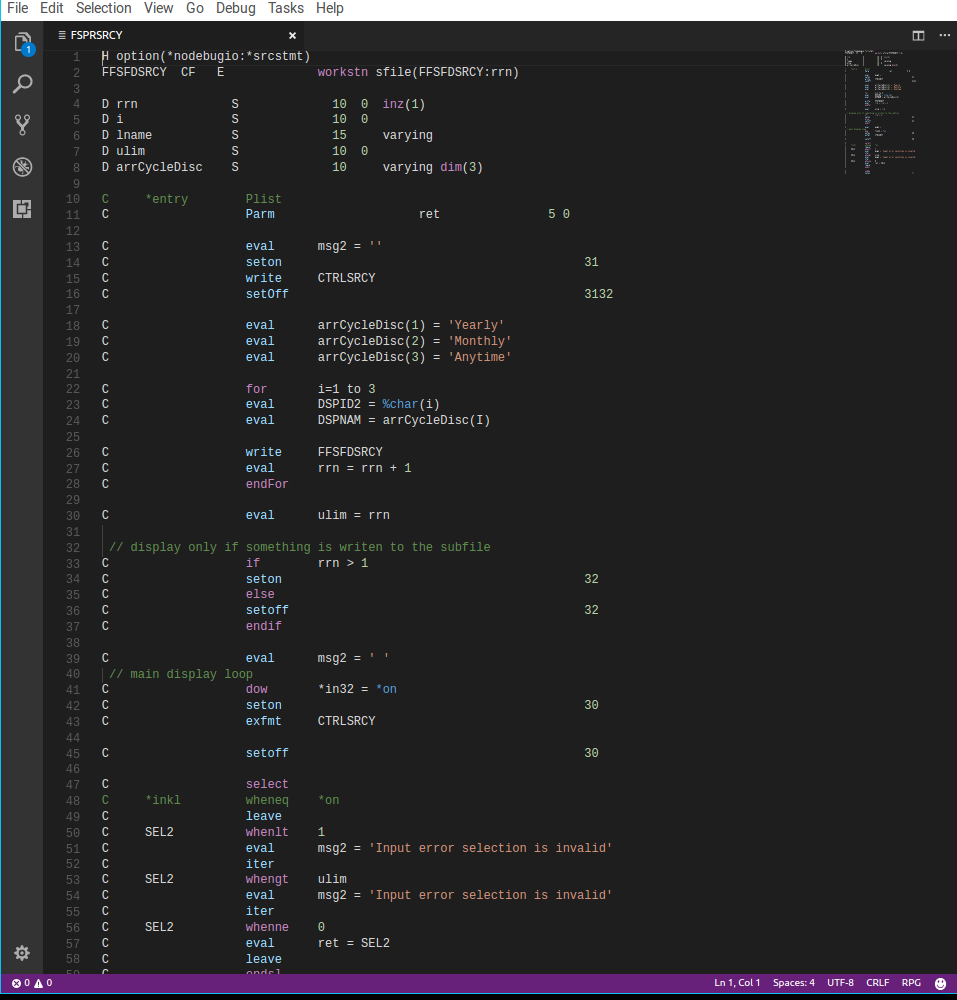 File Edit Selection View Go Debug Tasks Help
FSPRSRCY ×
1 H option(*nodebugio:*srcstmt)
2 FFSFDSRCY CF E workstn sfile(FFSFDSRCY:rrn)
3
4 D rrn S 10 0 inz(1)
5 D i S 10 0
6 D lname S 15 varying
7 D ulim S 10 0
8 D arrCycleDisc S 10 varying dim(3)
9
10 C *entry Plist
11 C Parm ret 5 0
12
13 C eval msg2 = ''
14 C seton 31
15 C write CTRLSRCY
16 C setOff 3132
17
18 C eval arrCycleDisc(1) = 'Yearly'
19 C eval arrCycleDisc(2) = 'Monthly'
20 C eval arrCycleDisc(3) = 'Anytime'
21
22 C for i=1 to 3
23 C eval DSPID2 = %char(i)
24 C eval DSPNAM = arrCycleDisc(I)
25
26 C write FFSFDSRCY
27 C eval rrn = rrn + 1
28 C endFor
29
30 C eval ulim = rrn
31
32 // display only if something is writen to the subfile
33 C if rrn > 1
34 C seton 32
35 C else
36 C setoff 32
37 C endif
38
39 C eval msg2 = ' '
40 // main display loop
41 C dow *in32 = *on
42 C seton 30
43 C exfmt CTRLSRCY
44
45 C setoff 30
46
47 C select
48 C *inkl wheneq *on
49 C leave
50 C SEL2 whenlt 1
51 C eval msg2 = 'Input error selection is invalid'
52 C iter
53 C SEL2 whengt ulim
54 C eval msg2 = 'Input error selection is invalid'
55 C iter
56 C SEL2 whenne 0
57 C eval ret = SEL2
58 C leave
59 C endsl
1
0 0 Ln 1, Col 1 Spaces: 4 UTF-8 CRLF RPG